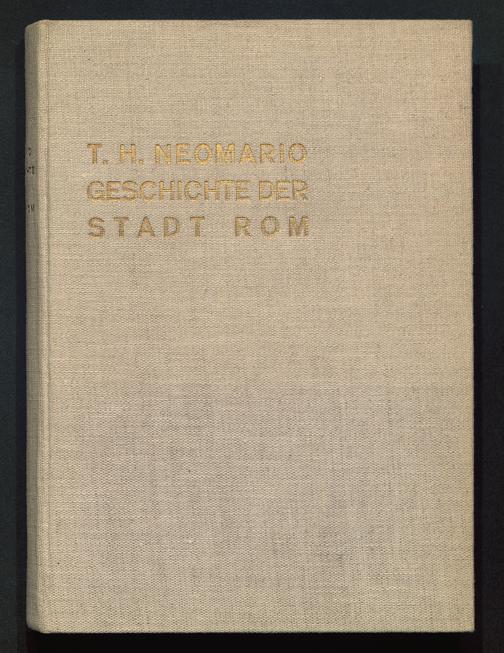 T. H. NEOMARIO
GESCHICHTE DER
STADT ROM